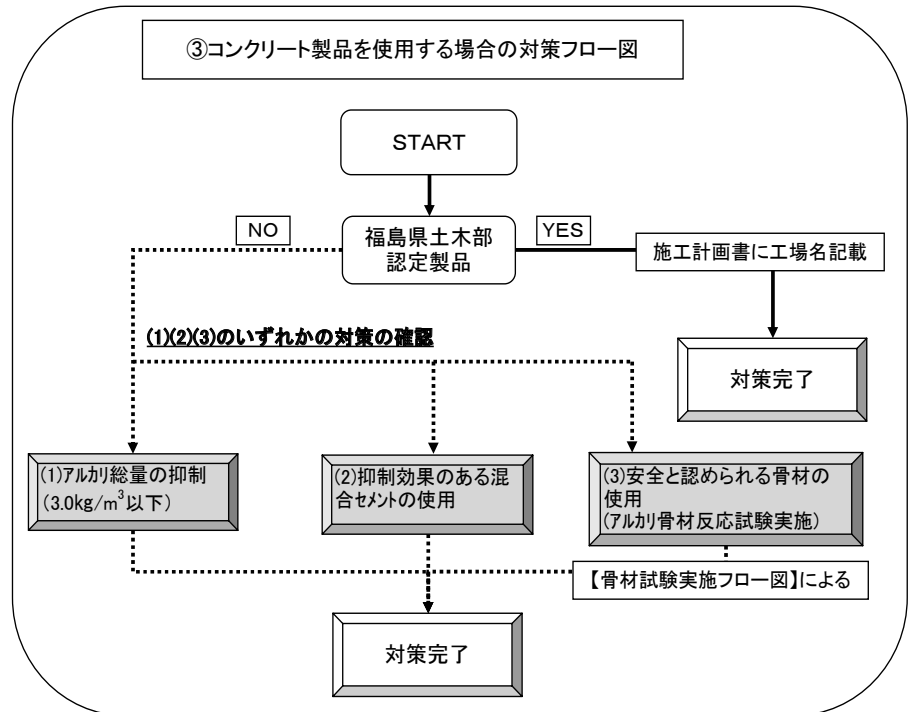 ③コンクリート製品を使用する場合の対策フロー図
START
NO
福島県土木部
認定製品
YES
施工計画書に工場名記載
(1)(2)(3)のいずれかの対策の確認
対策完了
(1)アルカリ総量の抑制
(3.0kg/m³以下)
(2)抑制効果のある混
合セメントの使用
(3)安全と認められる骨材の
使用
(アルカリ骨材反応試験実施)
【骨材試験実施フロー図】による
対策完了